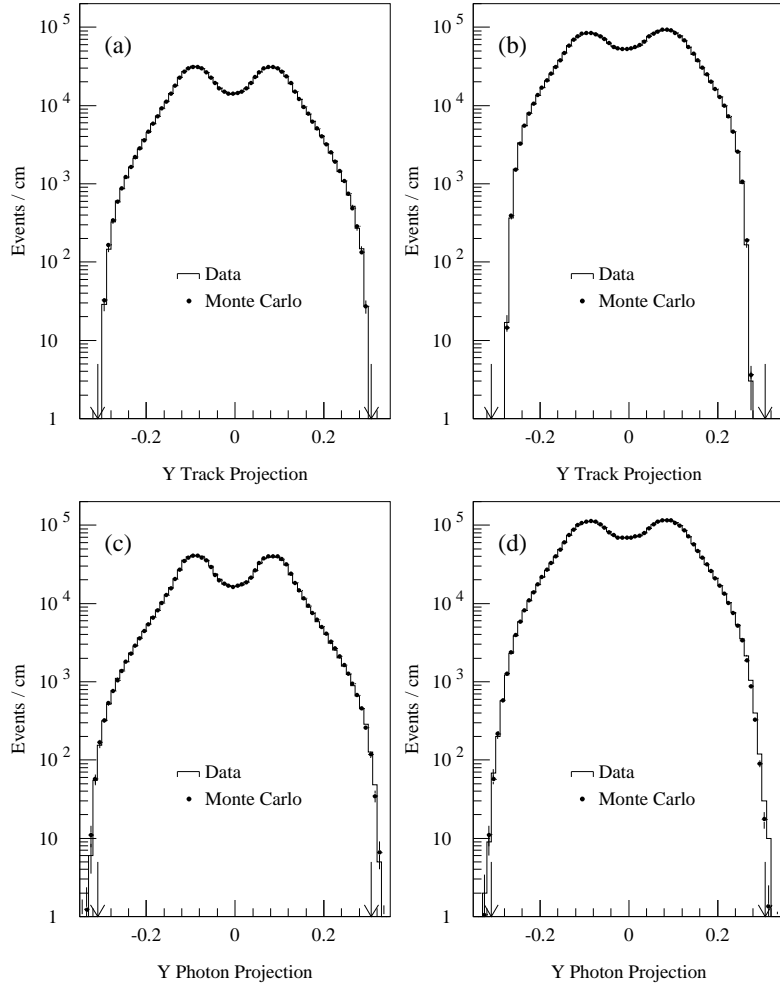 (a)
10^5
10^4
10^3
10^2
10
1
Events / cm
Data
Monte Carlo
-0.2 0 0.2
Y Track Projection
(b)
10^5
10^4
10^3
10^2
10
1
Events / cm
Data
Monte Carlo
-0.2 0 0.2
Y Track Projection
(c)
10^5
10^4
10^3
10^2
10
1
Events / cm
Data
Monte Carlo
-0.2 0 0.2
Y Photon Projection
(d)
10^5
10^4
10^3
10^2
10
1
Events / cm
Data
Monte Carlo
-0.2 0 0.2
Y Photon Projection